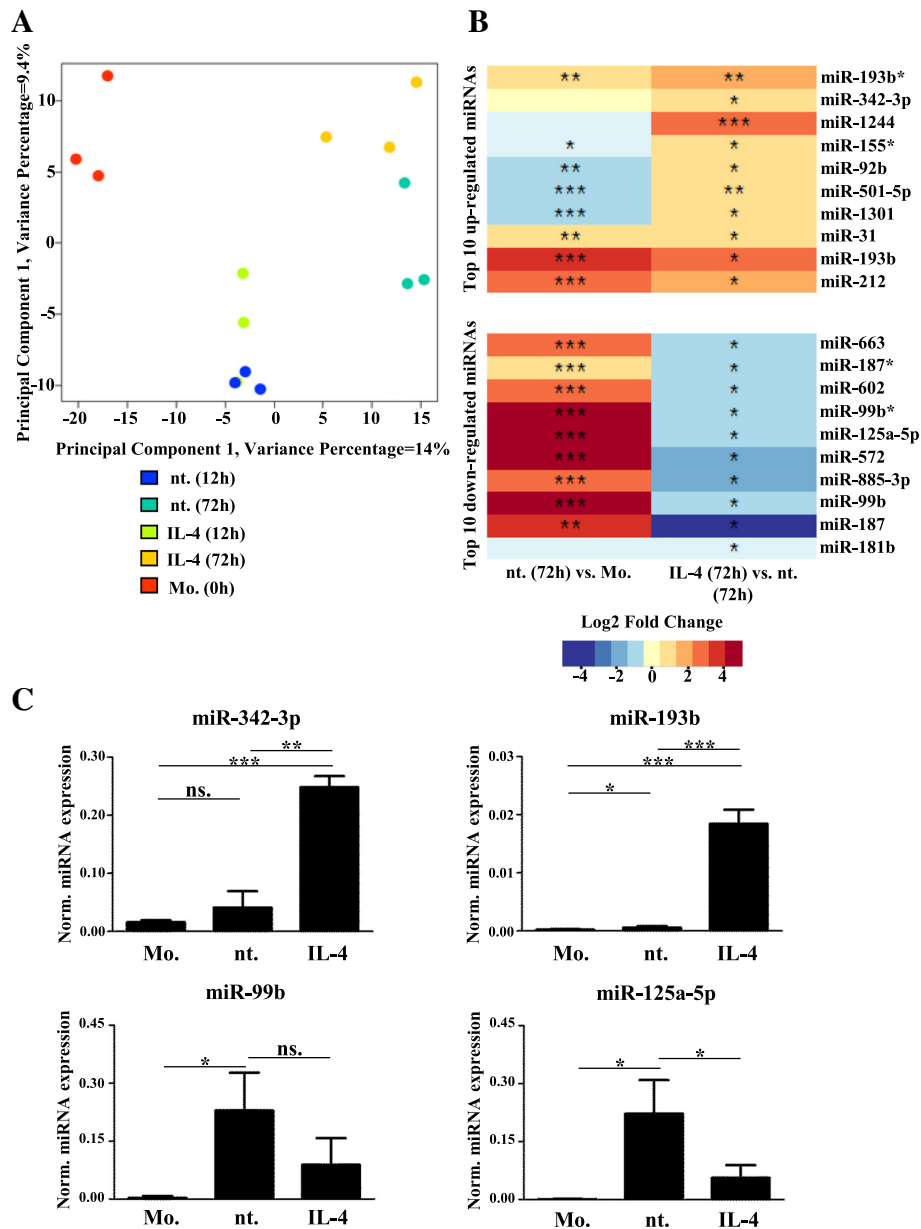 A
Principal Component 1, Variance Percentage=9.4%
10
5
0
-5
-10
-20
-15
-10
-5
0
5
10
15
Principal Component 1, Variance Percentage=14%
nt. (12h)
nt. (72h)
IL-4 (12h)
IL-4 (72h)
Mo. (0h)
B
Top 10 up-regulated miRNAs
** ** miR-193b*
* miR-342-3p
*** miR-1244
* * miR-155*
** * miR-92b
*** ** miR-501-5p
*** * miR-1301
** * miR-31
*** * miR-193b
*** * miR-212
Top 10 down-regulated miRNAs
*** * miR-663
*** * miR-187*
*** * miR-602
*** * miR-99b*
*** * miR-125a-5p
*** * miR-572
*** * miR-885-3p
*** * miR-99b
** * miR-187
* miR-181b
nt. (72h) vs. Mo.
IL-4 (72h) vs. nt.
(72h)
Log2 Fold Change
-4 -2 0 2 4
C
miR-342-3p
Norm. miRNA expression
0.30
0.20
0.10
0.00
**
***
ns.
Mo. nt. IL-4
miR-193b
Norm. miRNA expression
0.03
0.02
0.01
0.00
***
***
*
Mo. nt. IL-4
miR-99b
Norm. miRNA expression
0.45
0.30
0.15
0.00
* ns.
Mo. nt. IL-4
miR-125a-5p
Norm. miRNA expression
0.45
0.30
0.15
0.00
* *
Mo. nt. IL-4